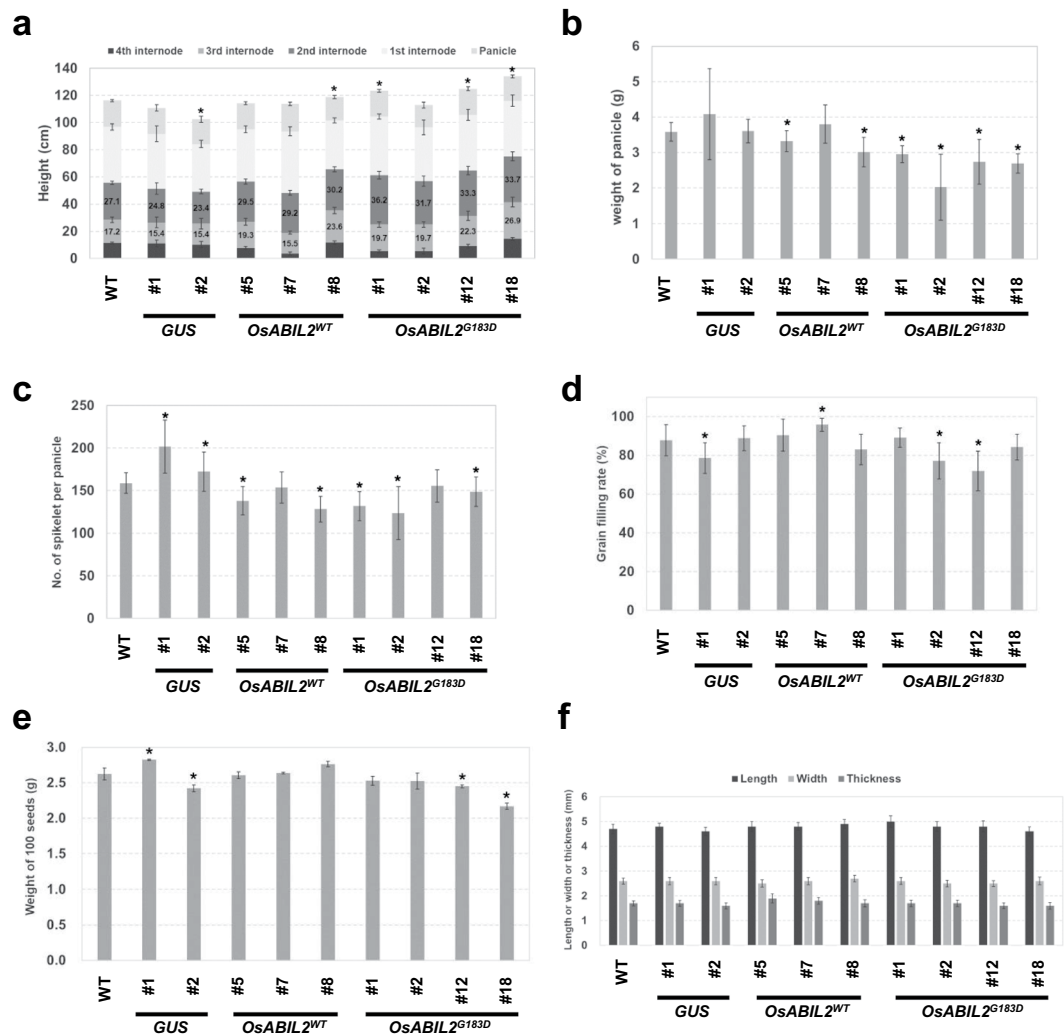 a
4th internode 3rd internode 2nd internode 1st internode Panicle
Height (cm)
140
120
100
80
60
40
20
0
* * * * *
27.1 24.8 23.4 29.5 29.2 30.2 36.2 31.7 33.3 33.7
17.2 15.4 15.4 19.3 15.5 23.6 19.7 19.7 22.3 26.9
WT #1 #2 #5 #7 #8 #1 #2 #12 #18
GUS OsABIL2WT OsABIL2G183D
b
weight of panicle (g)
6
5
4
3
2
1
0
* * * * * *
WT #1 #2 #5 #7 #8 #1 #2 #12 #18
GUS OsABIL2WT OsABIL2G183D
c
No. of spikelet per panicle
250
200
150
100
50
0
* * * * * * *
WT #1 #2 #5 #7 #8 #1 #2 #12 #18
GUS OsABIL2WT OsABIL2G183D
d
Grain filling rate (%)
100
80
60
40
20
0
* * * *
WT #1 #2 #5 #7 #8 #1 #2 #12 #18
GUS OsABIL2WT OsABIL2G183D
e
Weight of 100 seeds (g)
3.0
2.5
2.0
1.5
1.0
0.5
0.0
* * * *
WT #1 #2 #5 #7 #8 #1 #2 #12 #18
GUS OsABIL2WT OsABIL2G183D
f
Length Width Thickness
Length or width or thickness (mm)
6
5
4
3
2
1
0
WT #1 #2 #5 #7 #8 #1 #2 #12 #18
GUS OsABIL2WT OsABIL2G183D